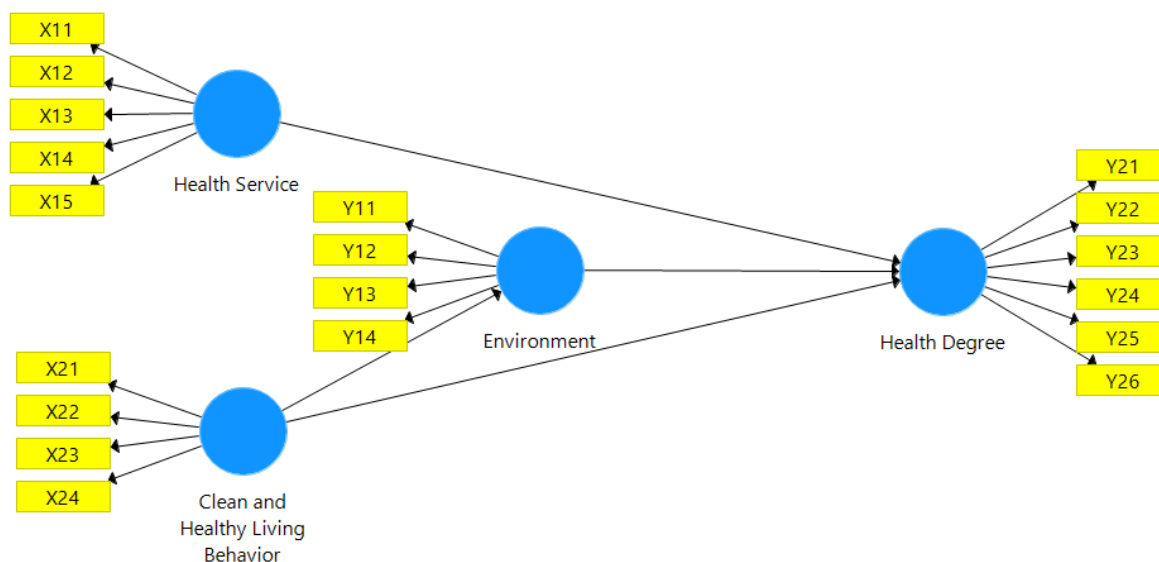 X11
X12
X13
X14
X15
Health Service
Y11
Y12
Y13
Y14
Environment
X21
X22
X23
X24
Clean and
Healthy Living
Behavior
Y21
Y22
Y23
Y24
Y25
Y26
Health Degree